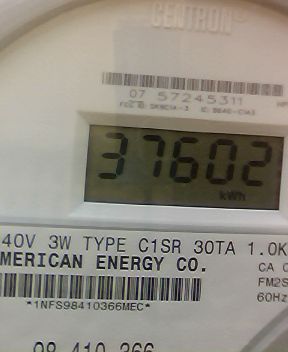 CENTRON®
07 57245311
37602
kWh
40V 3W TYPE C1SR 30TA 1.0K
MERICAN ENERGY CO.
CA 0
FM2S
60Hz
*1NFS98410366MEC*
98 410 366